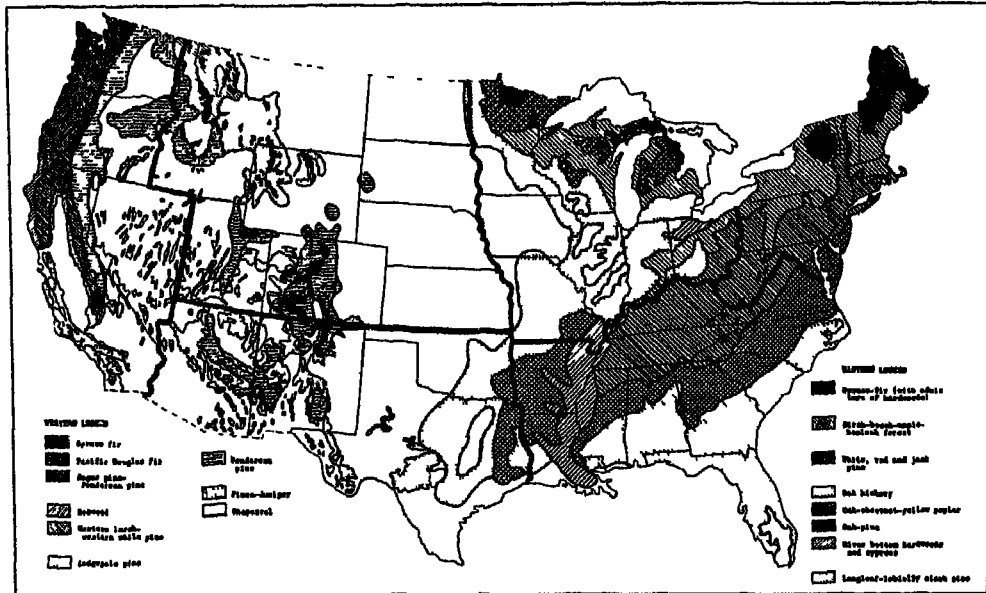 WESTERN LEGEND
Spruce fir
Pacific Douglas fir
Sugar pine-
Ponderosa pine
Redwood
Western larch-
western white pine
Lodgepole pine
Ponderosa
pine
Pinon-juniper
Chaparral
EASTERN LEGEND
Spruce-fir (with
of hardwoods)
Birch-beech-maple-
hemlock forest
White, red and jack
pine
Oak hickory
Oak-chestnut-yellow poplar
Oak-pine
River bottom hardwoods
and cypress
Longleaf-loblolly slash pine